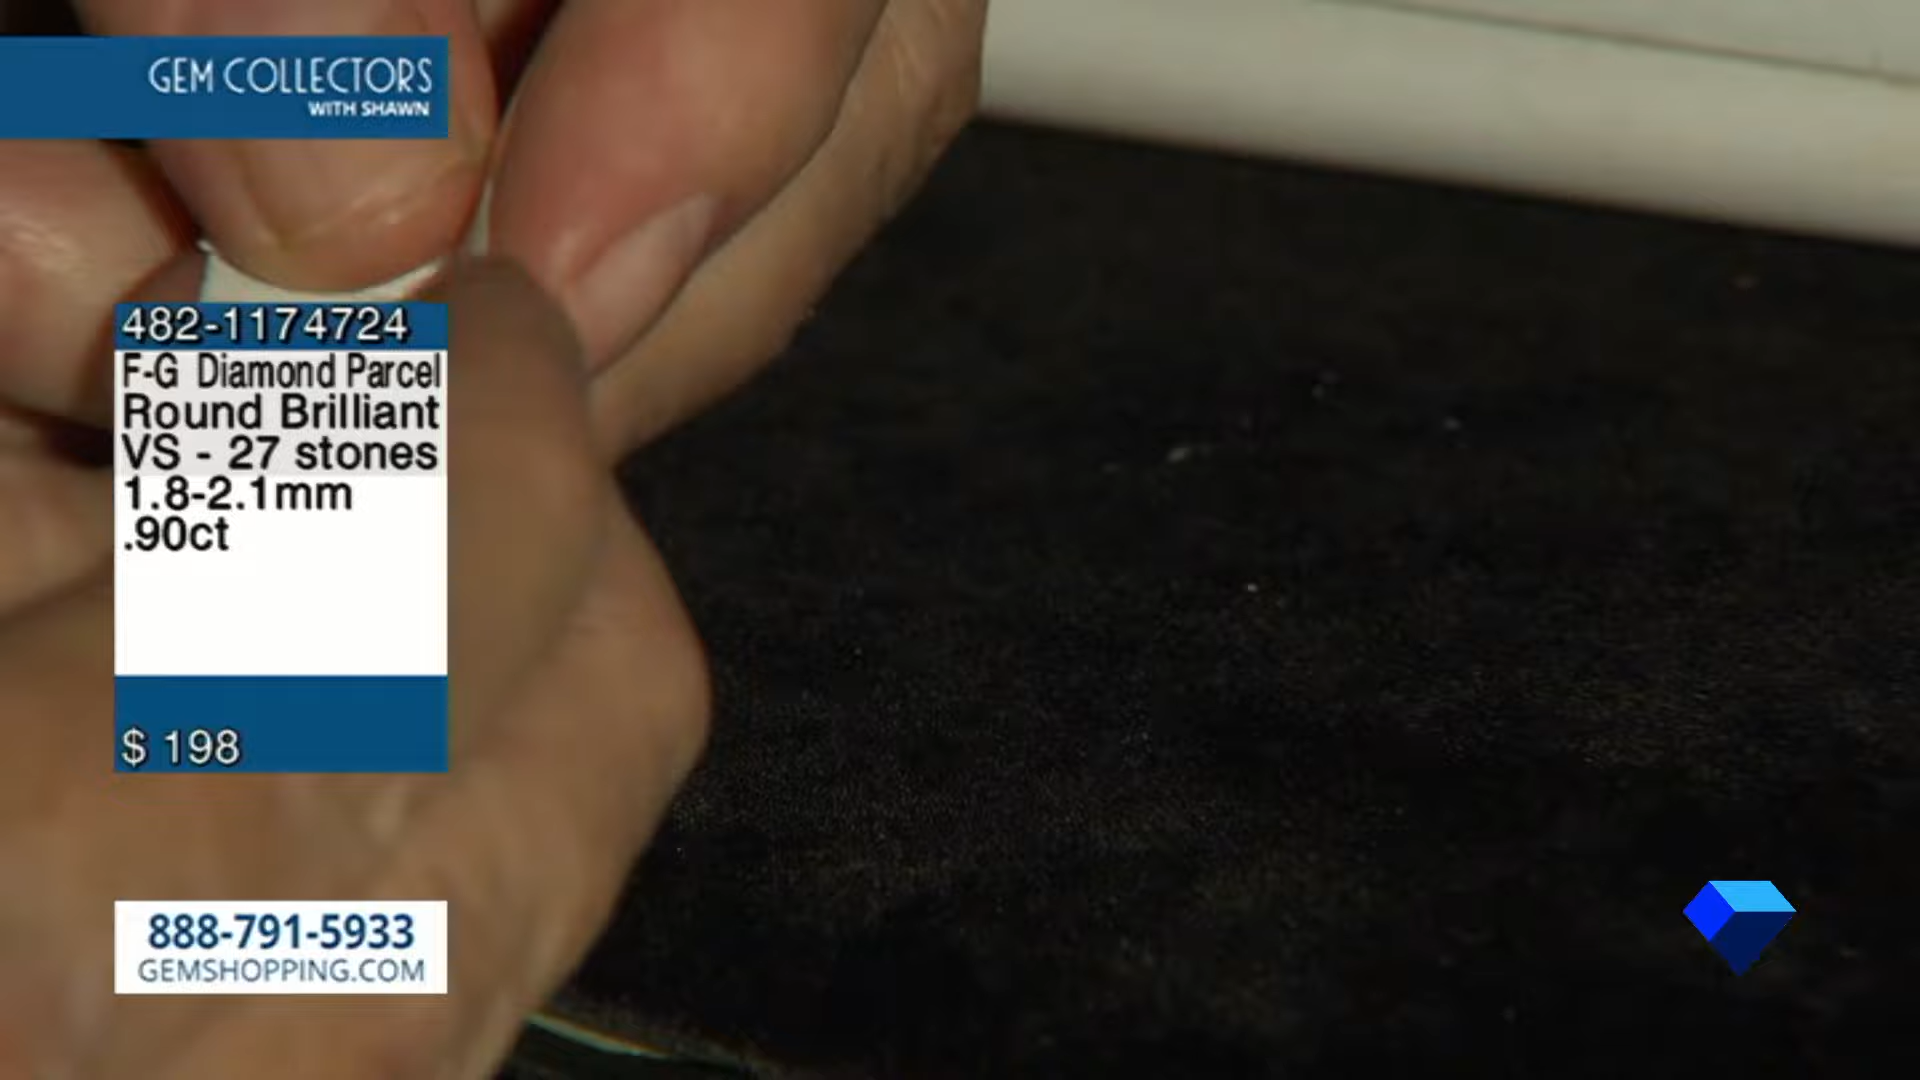 GEM COLLECTORS
WITH SHAWN
482-1174724
F-G Diamond Parcel
Round Brilliant
VS - 27 stones
1.8-2.1mm
.90ct
$ 198
888-791-5933
GEMSHOPPING.COM